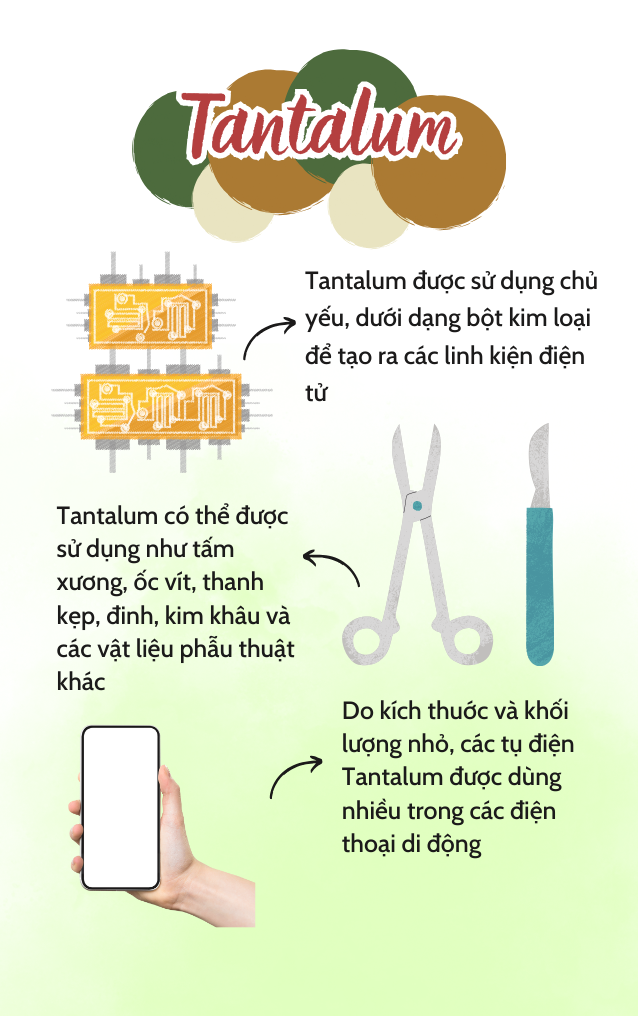 Tantalum
Tantalum được sử dụng chủ
yếu, dưới dạng bột kim loại
để tạo ra các linh kiện điện
tử
Tantalum có thể được
sử dụng như tấm
xương, ốc vít, thanh
kẹp, đinh, kim khâu và
các vật liệu phẫu thuật
khác
Do kích thuớc và khối
lượng nhỏ, các tụ điện
Tantalum được dùng
nhiều trong các điện
thoại di động